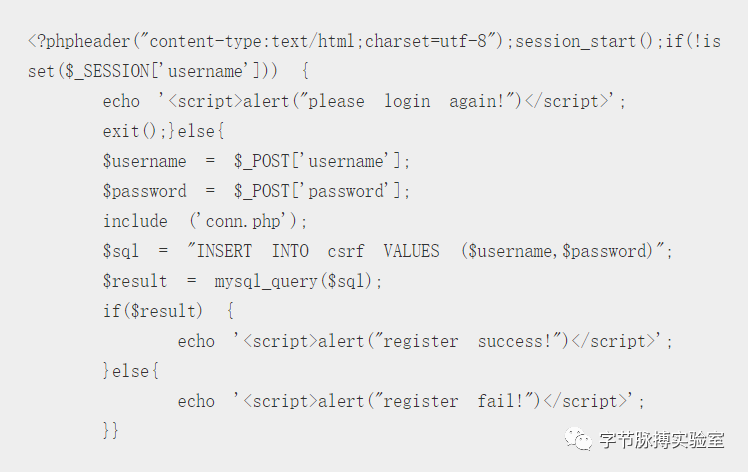 <?phpheader("content-type:text/html;charset=utf-8");session_start();if(!is
set($_SESSION['username'])) {
echo '<script>alert("please login again!")</script>';
exit();}else{
$username = $_POST['username'];
$password = $_POST['password'];
include ('conn.php');
$sql = "INSERT INTO csrf VALUES ($username,$password)";
$result = mysql_query($sql);
if($result) {
echo '<script>alert("register success!")</script>';
}else{
echo '<script>alert("register fail!")</script>';
}}
字节脉搏实验室